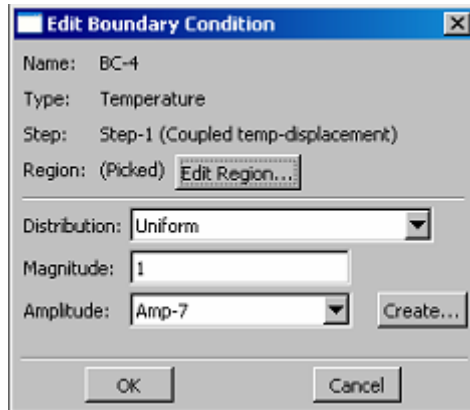 Edit Boundary Condition
Name: BC-4
Type: Temperature
Step: Step-1 (Coupled temp-displacement)
Region: (Picked) Edit Region...
Distribution: Uniform
Magnitude: 1
Amplitude: Amp-7 Create...
OK Cancel